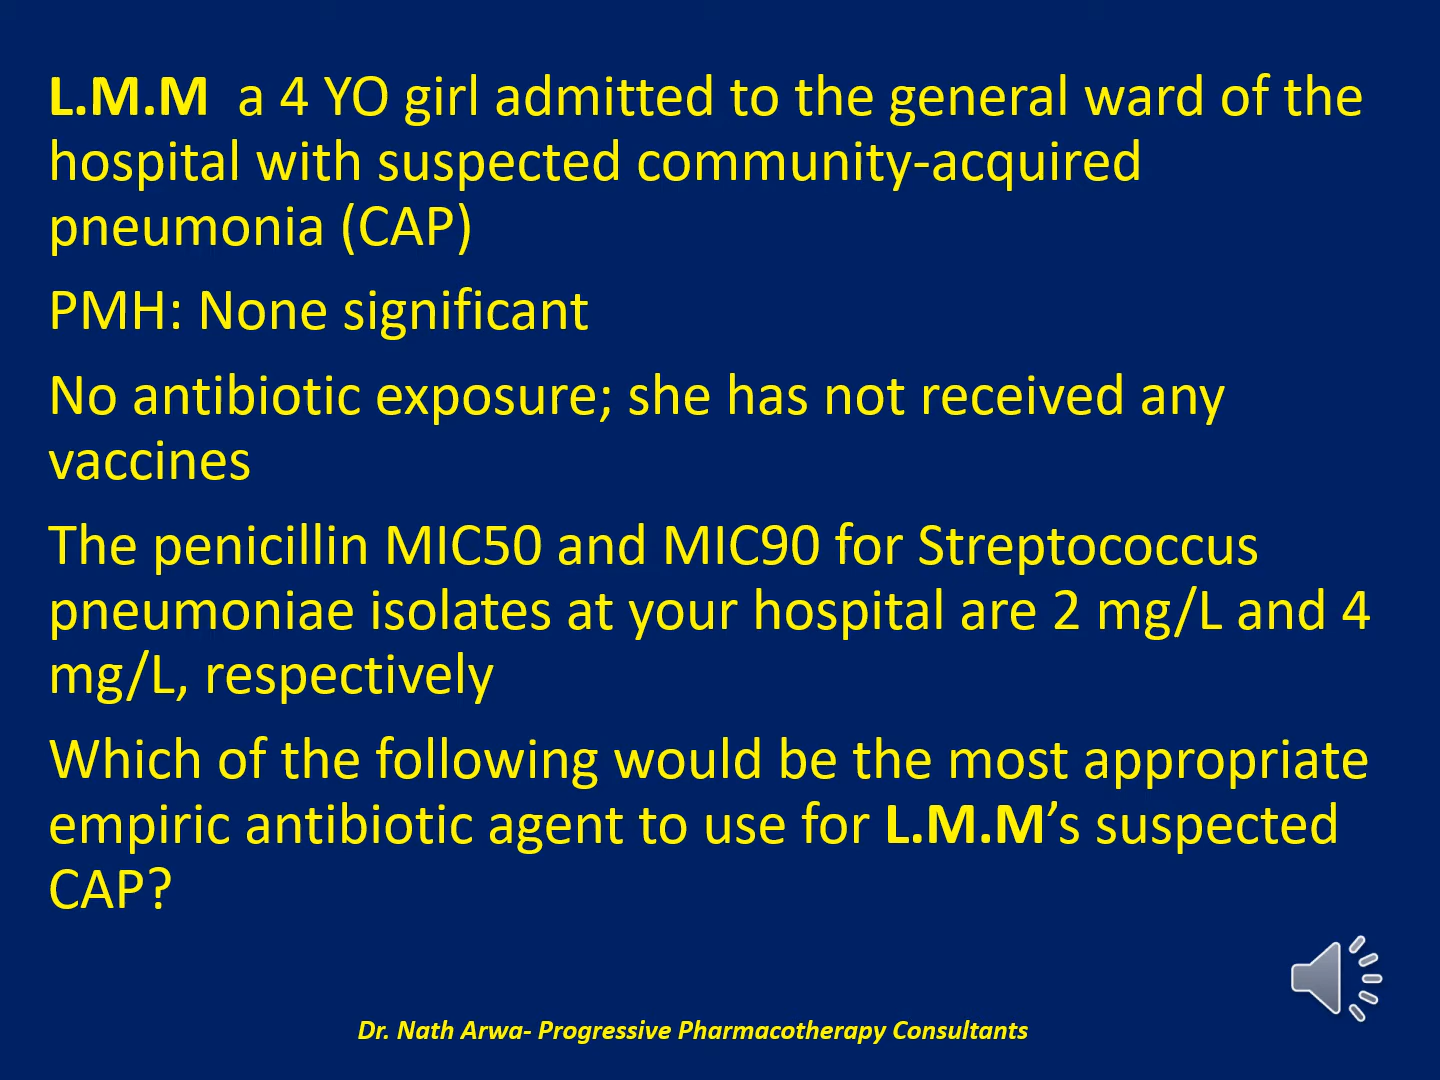 L.M.M a 4 YO girl admitted to the general ward of the
hospital with suspected community-acquired
pneumonia (CAP)
PMH: None significant
No antibiotic exposure; she has not received any
vaccines
The penicillin MIC50 and MIC90 for Streptococcus
pneumoniae isolates at your hospital are 2 mg/L and 4
mg/L, respectively
Which of the following would be the most appropriate
empiric antibiotic agent to use for L.M.M’s suspected
CAP?
Dr. Nath Arwa- Progressive Pharmacotherapy Consultants